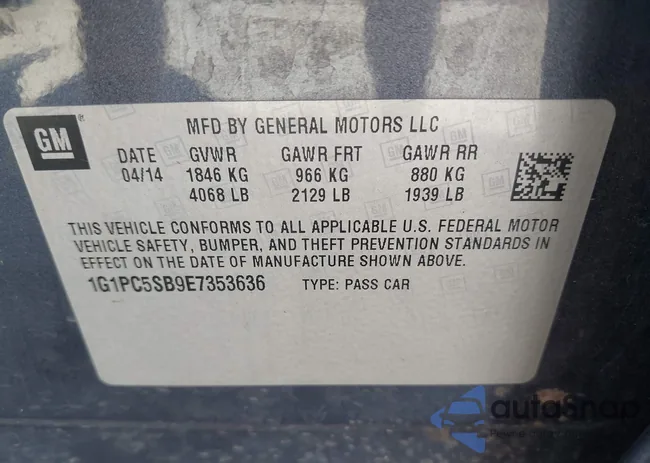 GM ®
MFD BY GENERAL MOTORS LLC
DATE GVWR GAWR FRT GAWR RR
04/14 1846 KG 966 KG 880 KG
4068 LB 2129 LB 1939 LB
THIS VEHICLE CONFORMS TO ALL APPLICABLE U.S. FEDERAL MOTOR
VEHICLE SAFETY, BUMPER, AND THEFT PREVENTION STANDARDS IN
EFFECT ON THE DATE OF MANUFACTURE SHOWN ABOVE.
1G1PC5SB9E7353636 TYPE: PASS CAR
autoSnap